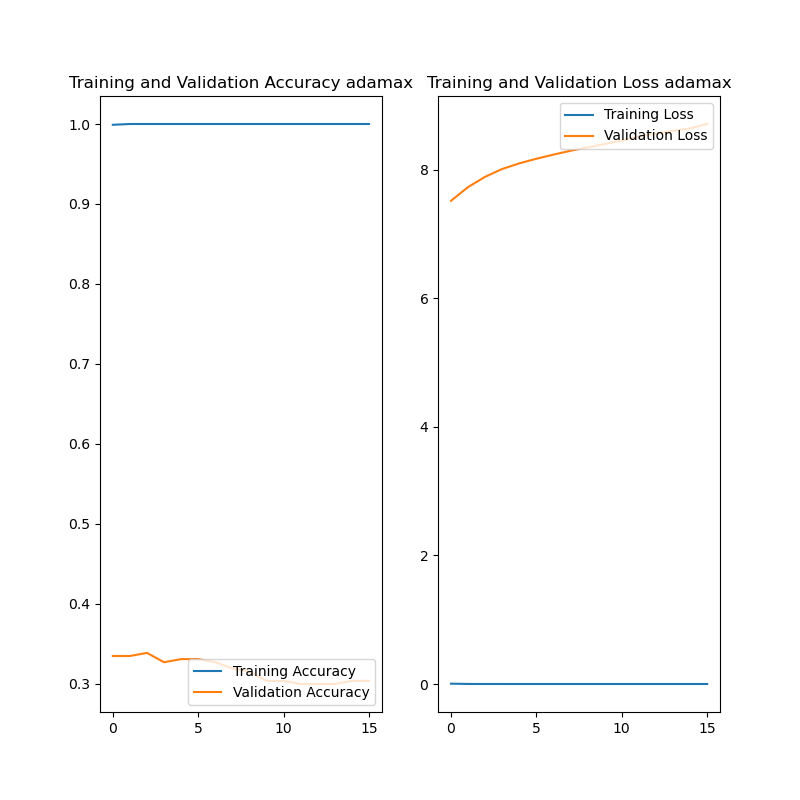 Training and Validation Accuracy adamax
1.0
0.9
0.8
0.7
0.6
0.5
0.4
0.3
Training Accuracy
Validation Accuracy
0 5 10 15
Training and Validation Loss adamax
Training Loss
Validation Loss
8
6
4
2
0
0 5 10 15